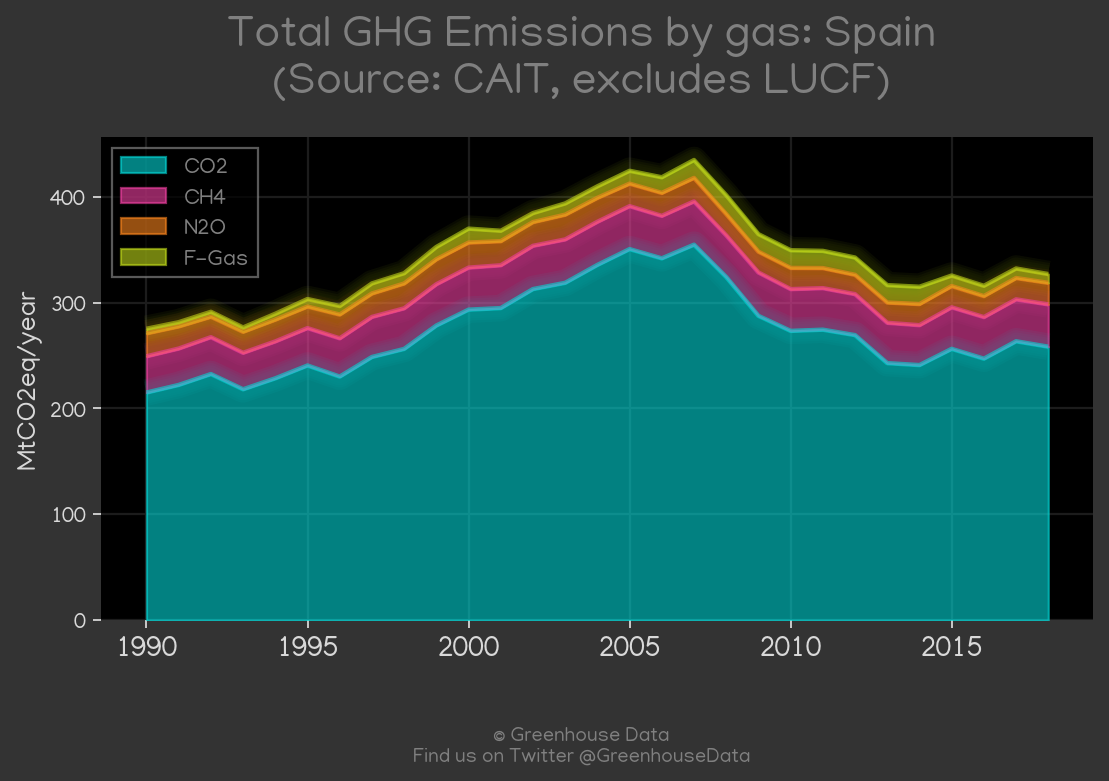 Total GHG Emissions by gas: Spain
(Source: CAIT, excludes LUCF)
CO2
CH4
N2O
F-Gas
MtCO2eq/year
400
300
200
100
0
1990 1995 2000 2005 2010 2015
© Greenhouse Data
Find us on Twitter @GreenhouseData